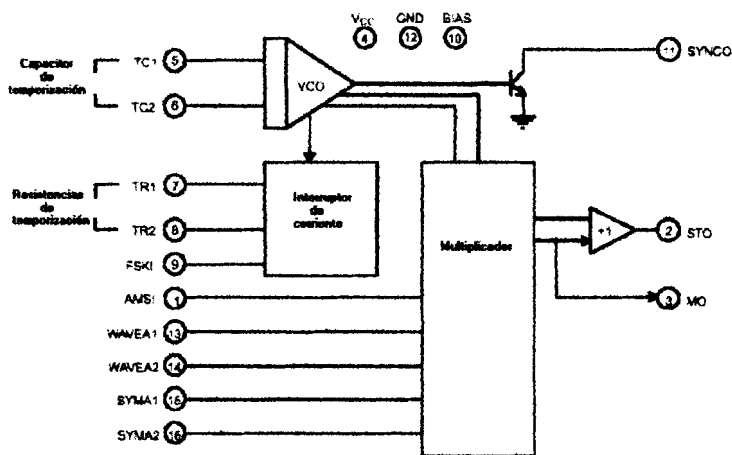 VCC GND BIAS
4 12 10
Capacitor
de
temporización
TC1 5
TC2 6
VCO
11 SYNCO
Resistencias
de
temporización
TR1 7
TR2 8
FSKI 9
Interruptor
de
corriente
Multiplicador
+1
2 STO
3 MO
AMSI 1
WAVEA1 13
WAVEA2 14
SYMA1 15
SYMA2 16